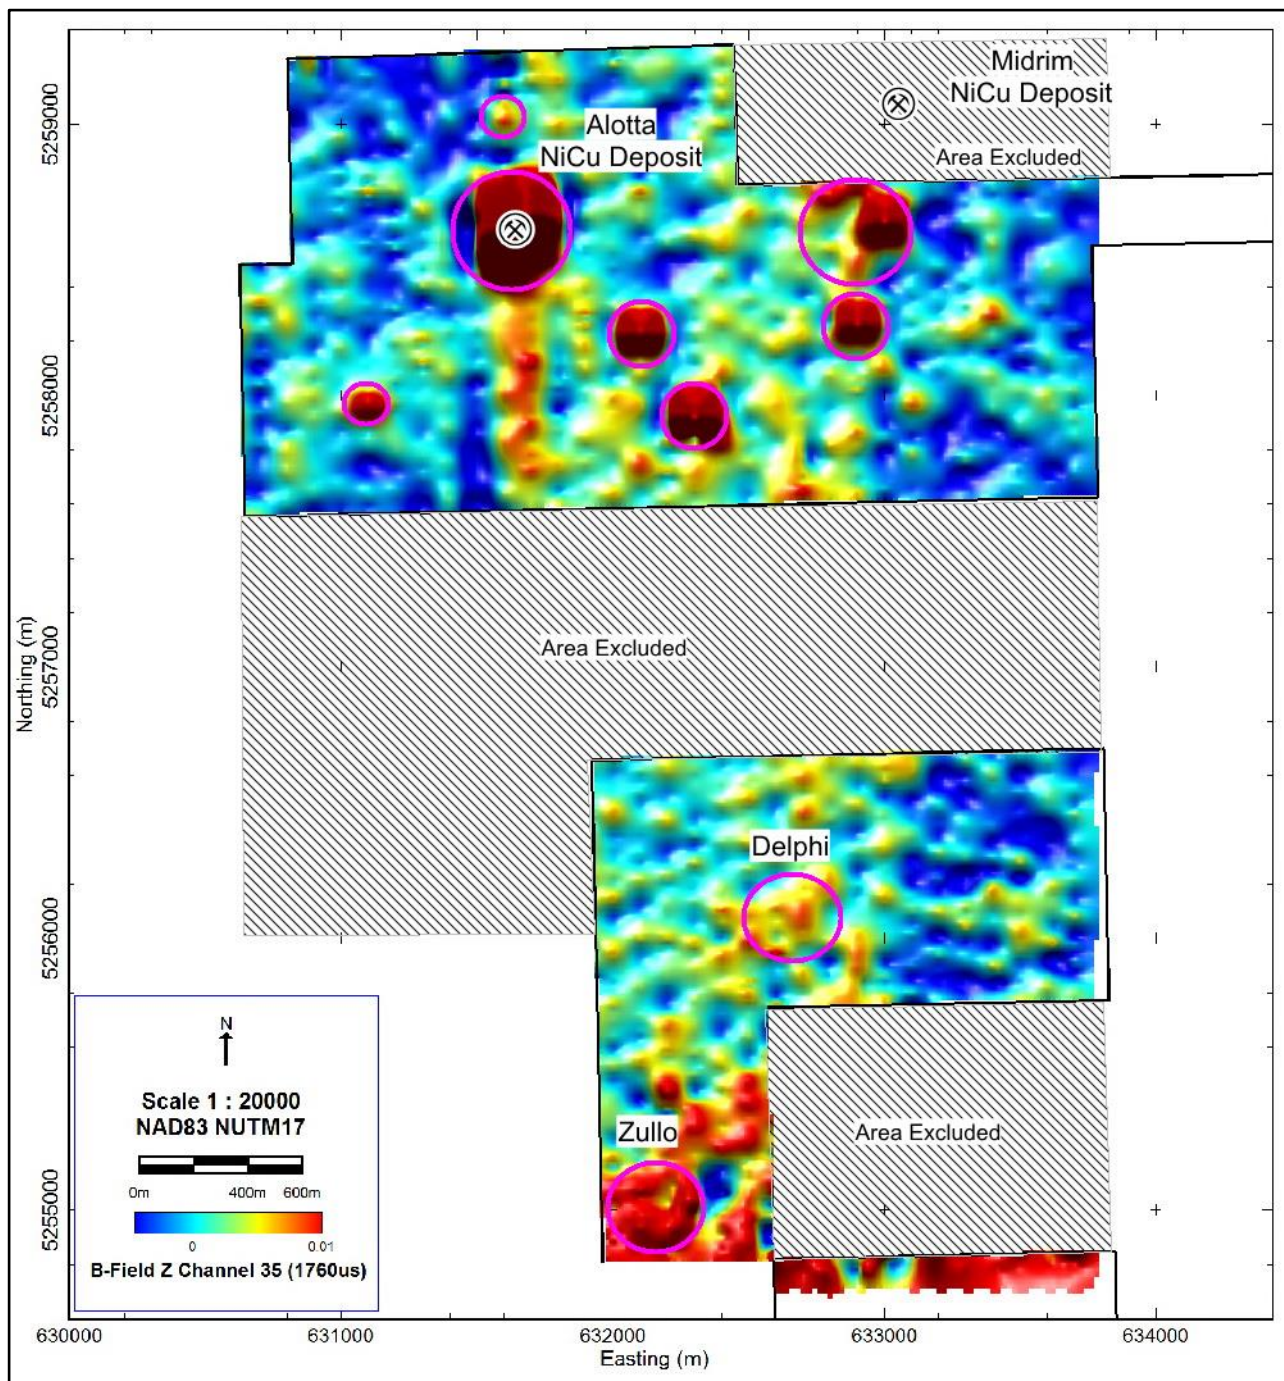 Midrim
NiCu Deposit
Area Excluded
Alotta
NiCu Deposit
5259000
5258000
Area Excluded
5257000
Northing (m)
Delphi
5256000
N
Scale 1 : 20000
NAD83 NUTM17
0m 400m 600m
0 0.01
B-Field Z Channel 35 (1760us)
Zullo
Area Excluded
5255000
630000 631000 632000 633000 634000
Easting (m)